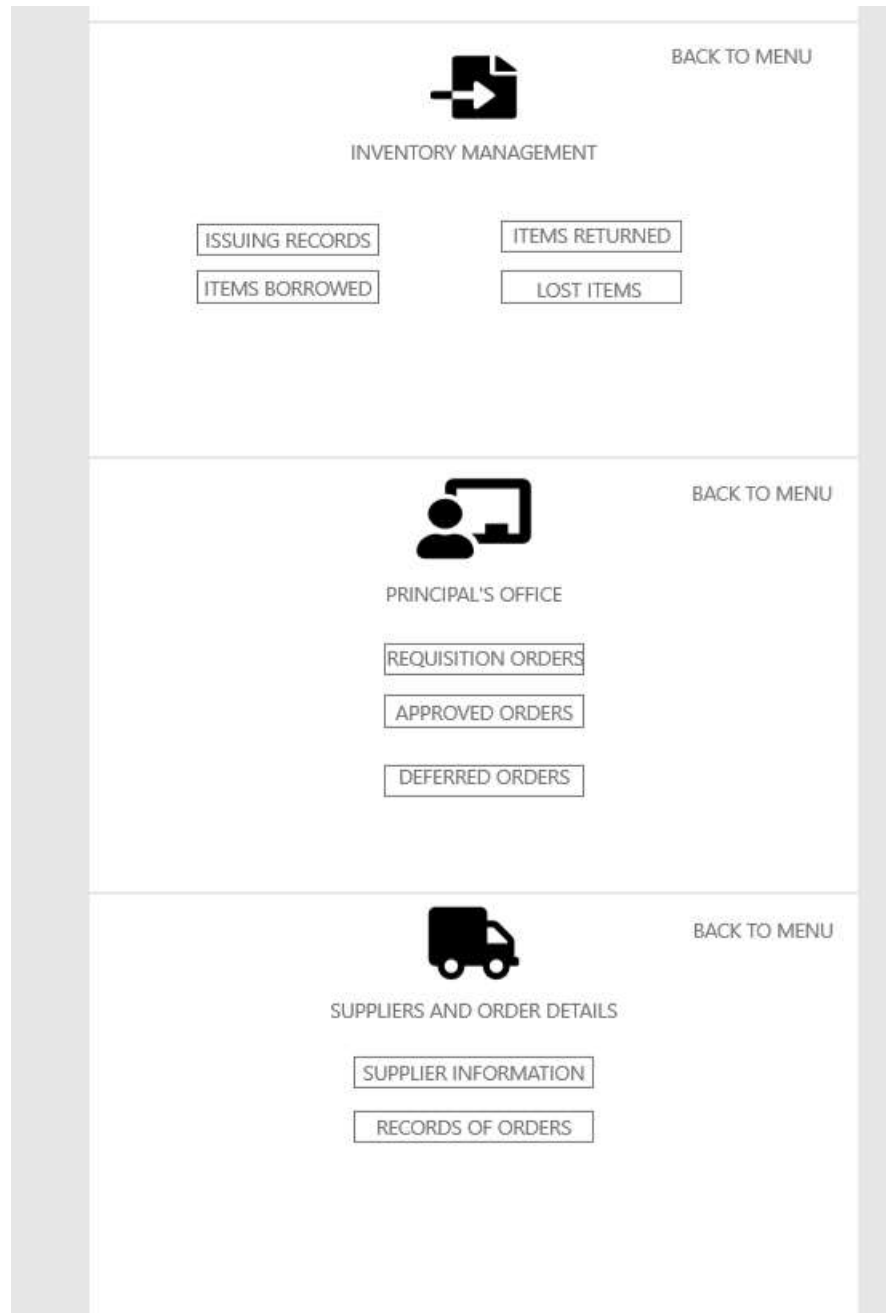 BACK TO MENU
INVENTORY MANAGEMENT
ISSUING RECORDS
ITEMS RETURNED
ITEMS BORROWED
LOST ITEMS
BACK TO MENU
PRINCIPAL'S OFFICE
REQUISITION ORDERS
APPROVED ORDERS
DEFERRED ORDERS
BACK TO MENU
SUPPLIERS AND ORDER DETAILS
SUPPLIER INFORMATION
RECORDS OF ORDERS